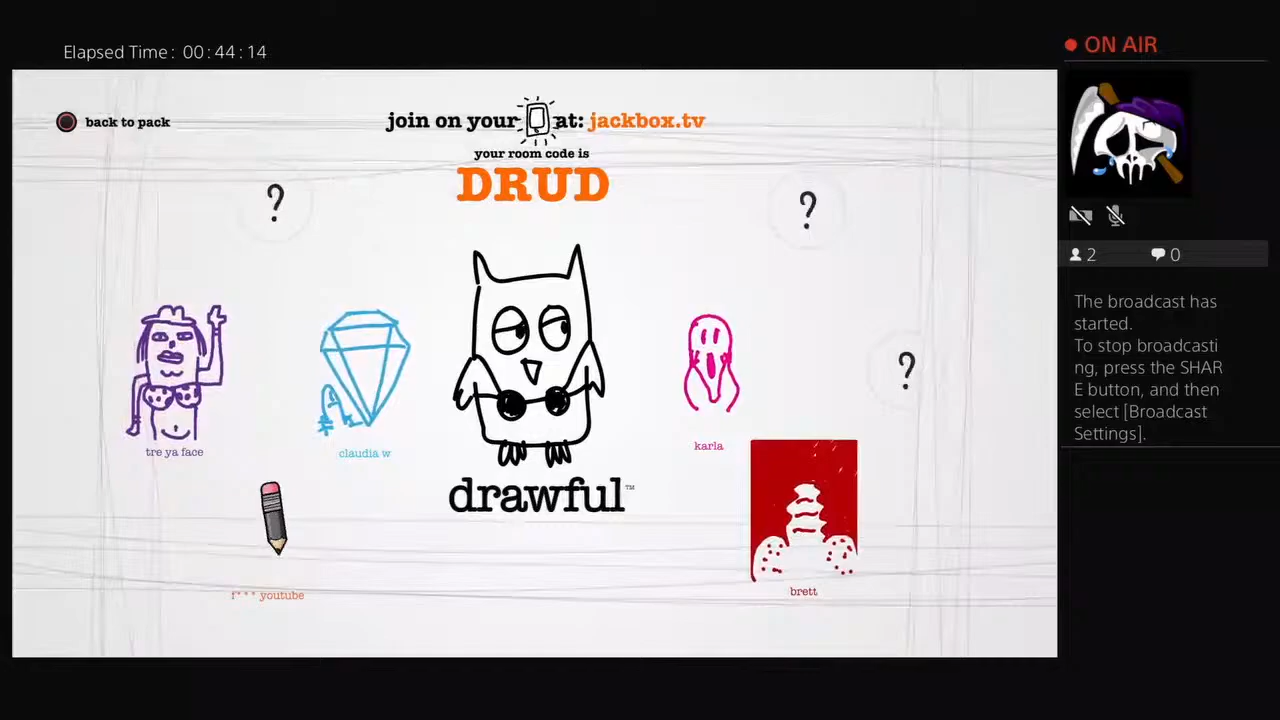 Elapsed Time: 00:44:14
ON AIR
back to pack
join on your at: jackbox.tv
your room code is
DRUD
?
?
2
0
The broadcast has
started.
To stop broadcasti
ng, press the SHAR
E button, and then
select [Broadcast
Settings].
?
tre ya face
claudia w
karla
drawful™
f*** youtube
brett